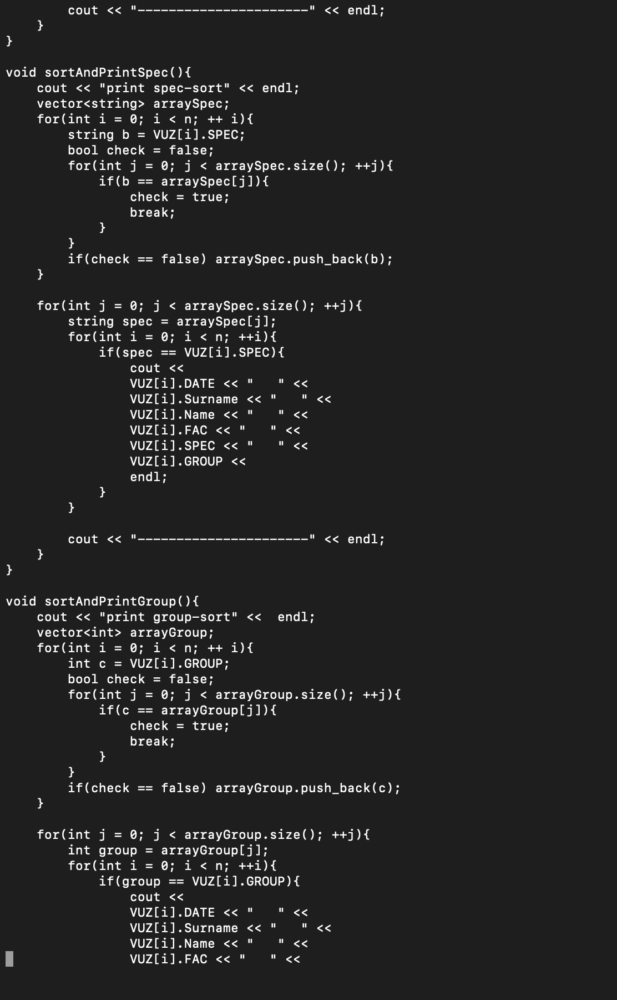 cout << "----------------------" << endl;
    }
}

void sortAndPrintSpec(){
    cout << "print spec-sort" << endl;
    vector<string> arraySpec;
    for(int i = 0; i < n; ++ i){
        string b = VUZ[i].SPEC;
        bool check = false;
        for(int j = 0; j < arraySpec.size(); ++j){
            if(b == arraySpec[j]){
                check = true;
                break;
            }
        }
        if(check == false) arraySpec.push_back(b);
    }

    for(int j = 0; j < arraySpec.size(); ++j){
        string spec = arraySpec[j];
        for(int i = 0; i < n; ++i){
            if(spec == VUZ[i].SPEC){
                cout <<
                VUZ[i].DATE << "   " <<
                VUZ[i].Surname << "   " <<
                VUZ[i].Name << "   " <<
                VUZ[i].FAC << "   " <<
                VUZ[i].SPEC << "   " <<
                VUZ[i].GROUP <<
                endl;
            }
        }

        cout << "----------------------" << endl;
    }
}

void sortAndPrintGroup(){
    cout << "print group-sort" <<  endl;
    vector<int> arrayGroup;
    for(int i = 0; i < n; ++ i){
        int c = VUZ[i].GROUP;
        bool check = false;
        for(int j = 0; j < arrayGroup.size(); ++j){
            if(c == arrayGroup[j]){
                check = true;
                break;
            }
        }
        if(check == false) arrayGroup.push_back(c);
    }

    for(int j = 0; j < arrayGroup.size(); ++j){
        int group = arrayGroup[j];
        for(int i = 0; i < n; ++i){
            if(group == VUZ[i].GROUP){
                cout <<
                VUZ[i].DATE << "   " <<
                VUZ[i].Surname << "   " <<
                VUZ[i].Name << "   " <<
                VUZ[i].FAC << "   " <<